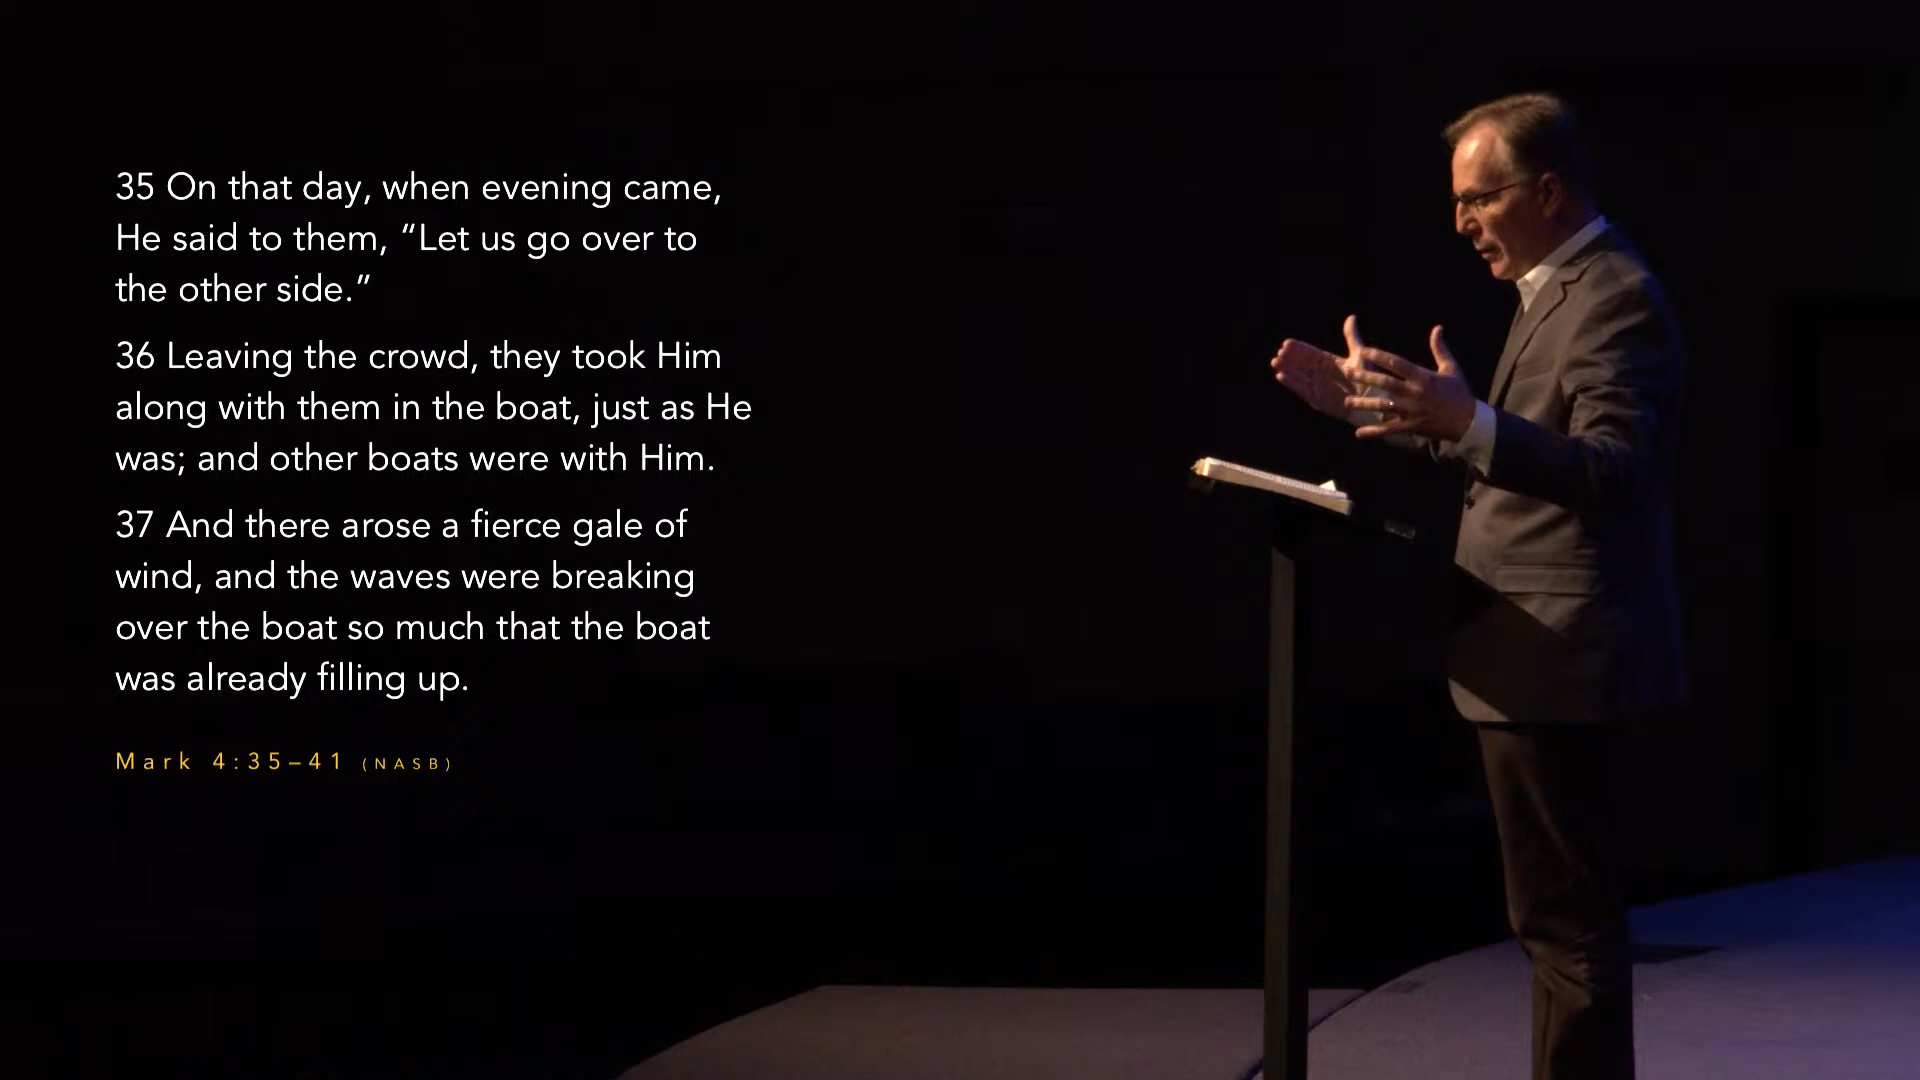 35 On that day, when evening came,
He said to them, “Let us go over to
the other side.”
36 Leaving the crowd, they took Him
along with them in the boat, just as He
was; and other boats were with Him.
37 And there arose a fierce gale of
wind, and the waves were breaking
over the boat so much that the boat
was already filling up.
Mark 4:35–41 (NASB)